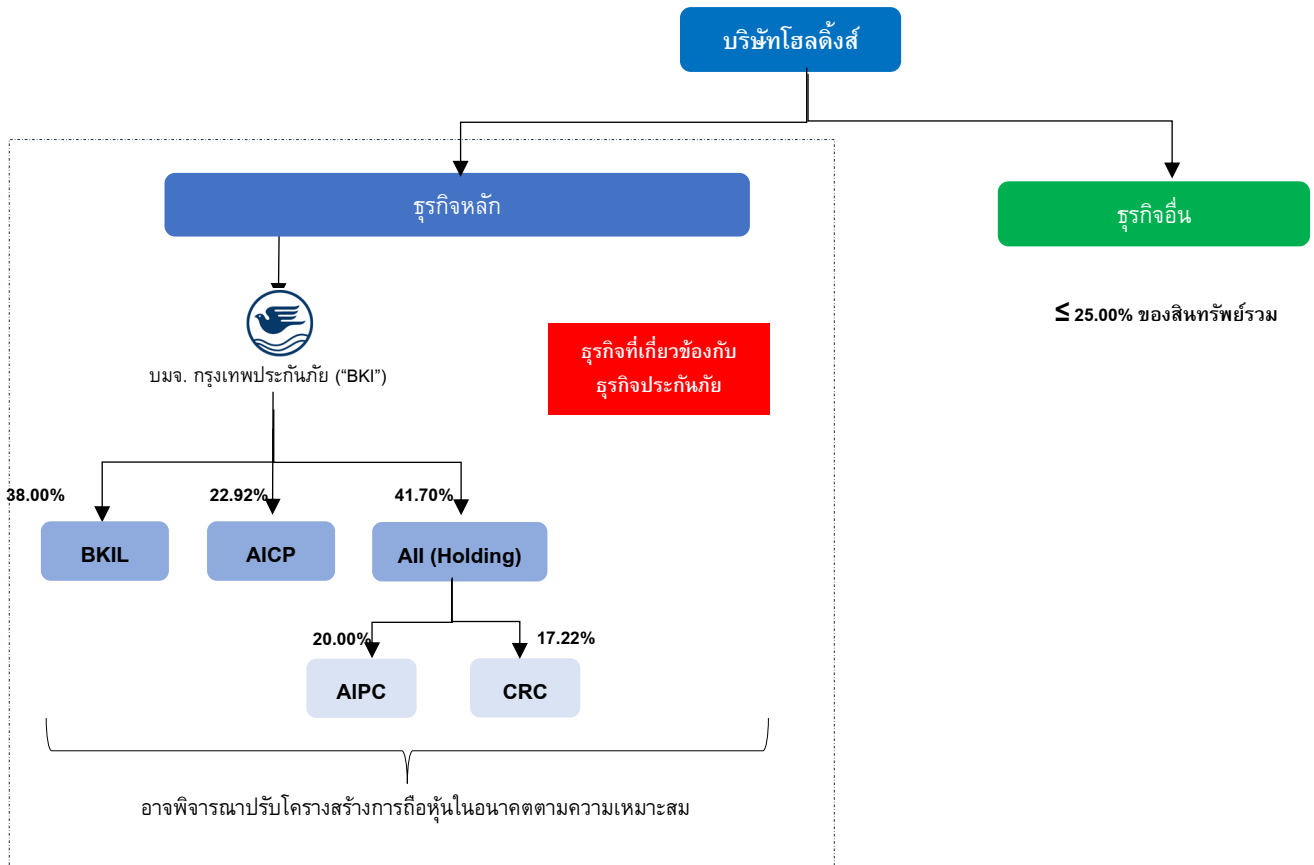 บริษัทโฮลดิ้งส์
ธุรกิจหลัก
ธุรกิจอื่น
≤ 25.00% ของสินทรัพย์รวม
ธุรกิจที่เกี่ยวข้องกับ
ธุรกิจประกันภัย
บมจ. กรุงเทพประกันภัย (“BKI”)
38.00%
22.92%
41.70%
BKIL
AICP
AII (Holding)
20.00%
17.22%
AIPC
CRC
อาจพิจารณาปรับโครางสร้างการถือหุ้นในอนาคตตามความเหมาะสม